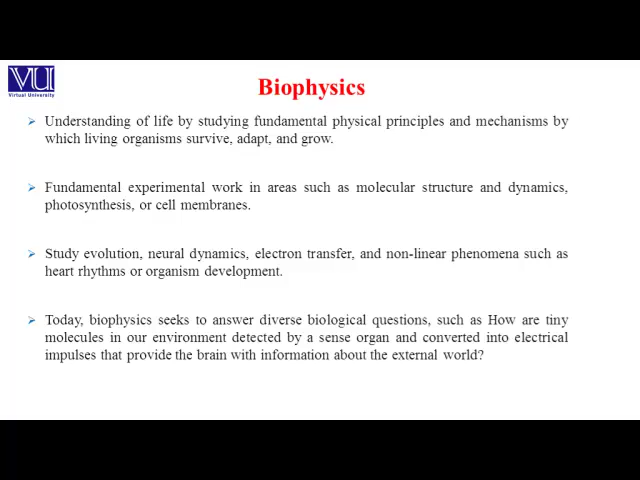 VU
Virtual University
Biophysics
Understanding of life by studying fundamental physical principles and mechanisms by
which living organisms survive, adapt, and grow.
Fundamental experimental work in areas such as molecular structure and dynamics,
photosynthesis, or cell membranes.
Study evolution, neural dynamics, electron transfer, and non-linear phenomena such as
heart rhythms or organism development.
Today, biophysics seeks to answer diverse biological questions, such as How are tiny
molecules in our environment detected by a sense organ and converted into electrical
impulses that provide the brain with information about the external world?